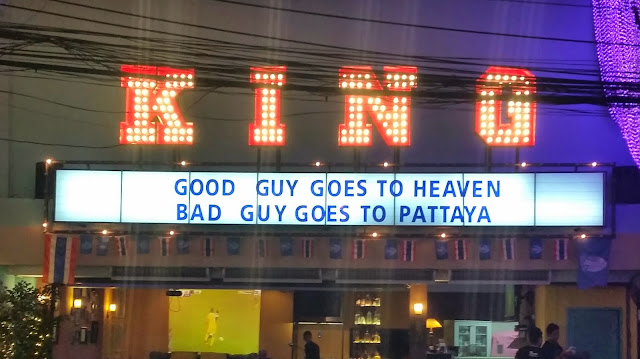 KING
GOOD GUY GOES TO HEAVEN
BAD GUY GOES TO PATTAYA